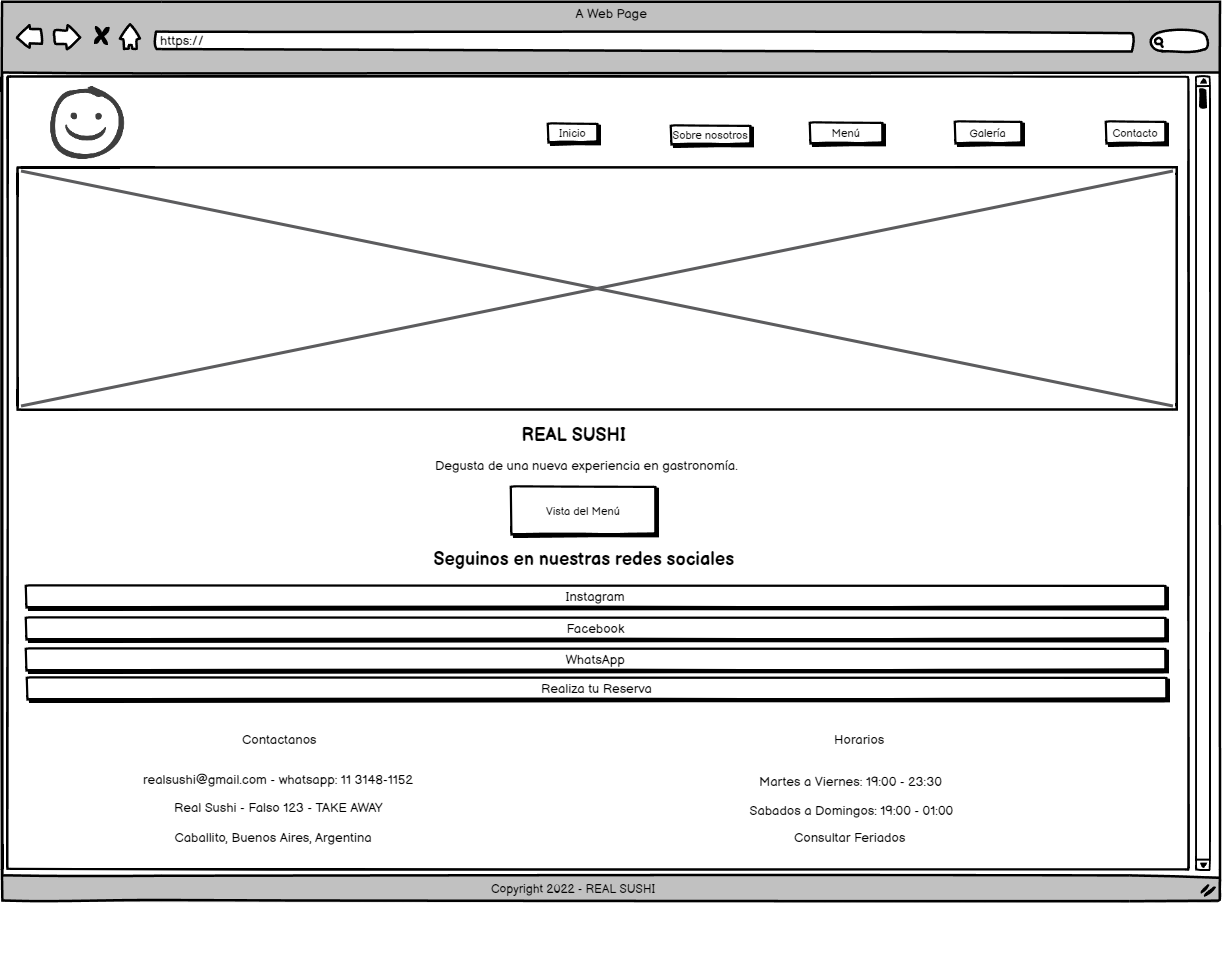 A Web Page
https://
Inicio
Sobre nosotros
Menú
Galería
Contacto
REAL SUSHI
Degusta de una nueva experiencia en gastronomía.
Vista del Menú
Seguinos en nuestras redes sociales
Instagram
Facebook
WhatsApp
Realiza tu Reserva
Contactanos
realsushi@gmail.com - whatsapp: 11 3148-1152
Real Sushi - Falso 123 - TAKE AWAY
Caballito, Buenos Aires, Argentina
Horarios
Martes a Viernes: 19:00 - 23:30
Sabados a Domingos: 19:00 - 01:00
Consultar Feriados
Copyright 2022 - REAL SUSHI